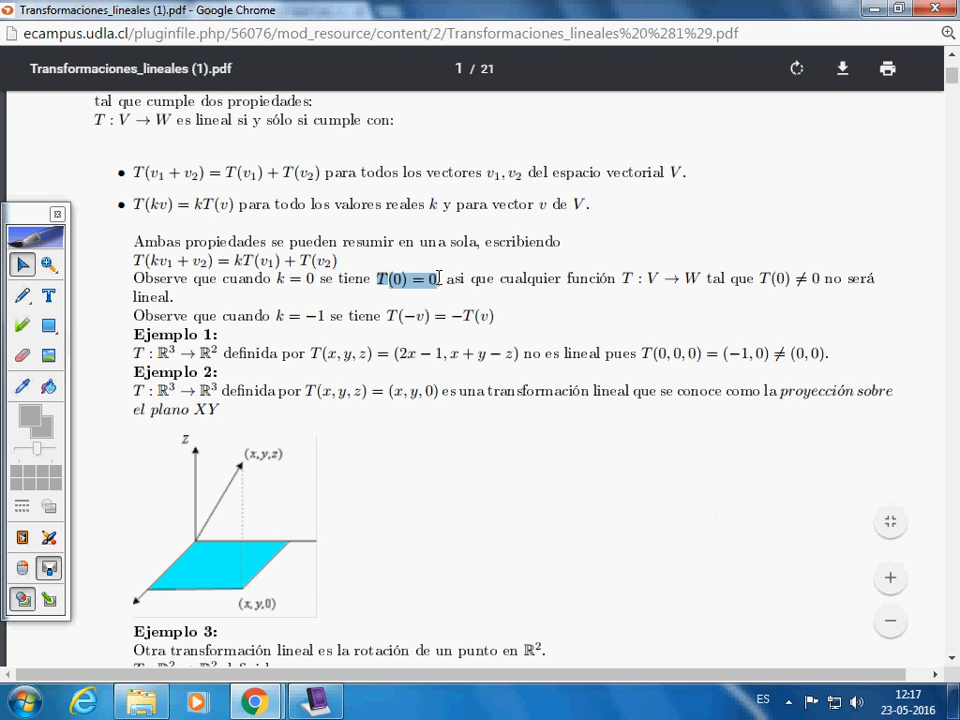 Transformaciones_lineales (1).pdf - Google Chrome
ecampus.udla.cl/pluginfile.php/56076/mod_resource/content/2/Transformaciones_lineales%20%281%29.pdf
Transformaciones_lineales (1).pdf 1 / 21
tal que cumple dos propiedades:
T : V → W es lineal si y sólo si cumple con:
• T(v₁ + v₂) = T(v₁) + T(v₂) para todos los vectores v₁, v₂ del espacio vectorial V.
• T(kv) = kT(v) para todo los valores reales k y para vector v de V.
Ambas propiedades se pueden resumir en una sola, escribiendo
T(kv₁ + v₂) = kT(v₁) + T(v₂)
Observe que cuando k = 0 se tiene T(0) = 0 asi que cualquier función T : V → W tal que T(0) ≠ 0 no será
lineal.
Observe que cuando k = −1 se tiene T(−v) = −T(v)
Ejemplo 1:
T : ℝ³ → ℝ² definida por T(x, y, z) = (2x − 1, x + y − z) no es lineal pues T(0, 0, 0) = (−1, 0) ≠ (0, 0).
Ejemplo 2:
T : ℝ³ → ℝ³ definida por T(x, y, z) = (x, y, 0) es una transformación lineal que se conoce como la proyección sobre
el plano XY
Z
(x,y,z)
(x,y,0)
Ejemplo 3:
Otra transformación lineal es la rotación de un punto en ℝ².
ES 12:17
23-05-2016